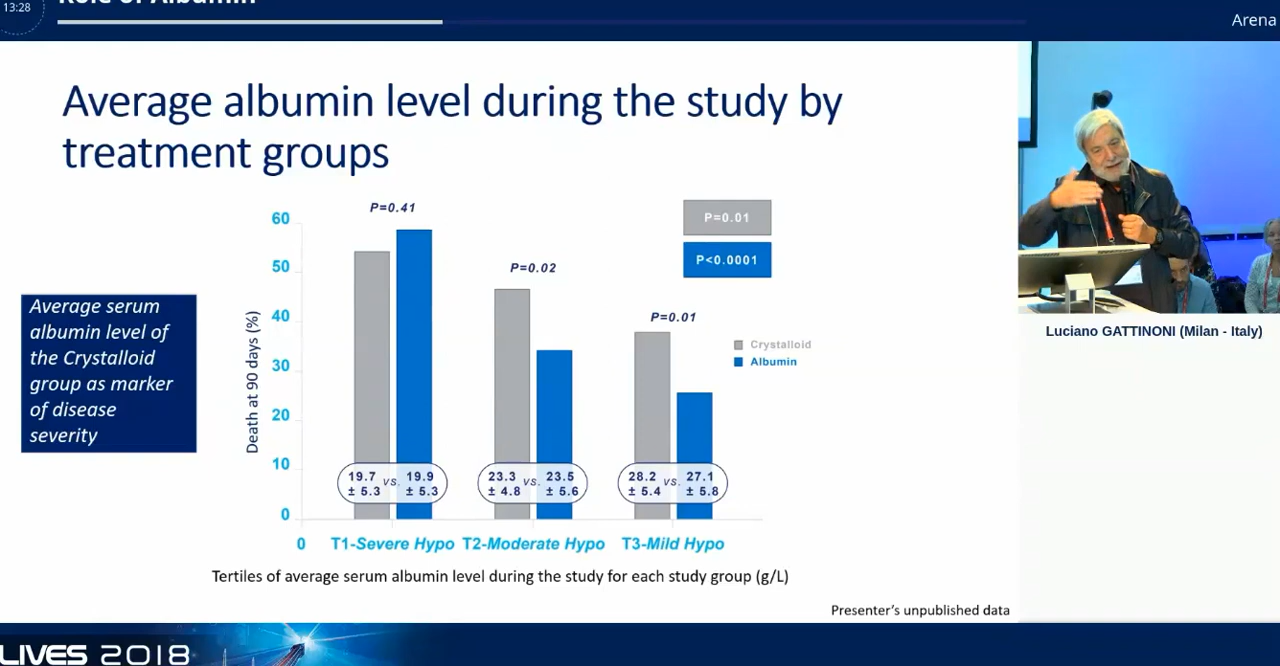 13:28
Role of Albumin
Arena
Average albumin level during the study by
treatment groups
Average serum
albumin level of
the Crystalloid
group as marker
of disease
severity
Death at 90 days (%)
60
50
40
30
20
10
0
P=0.41
P=0.02
P=0.01
P=0.01
P<0.0001
Crystalloid
Albumin
19.7 ± 5.3 vs. 19.9 ± 5.3
23.3 ± 4.8 vs. 23.5 ± 5.6
28.2 ± 5.4 vs. 27.1 ± 5.8
0 T1-Severe Hypo T2-Moderate Hypo T3-Mild Hypo
Tertiles of average serum albumin level during the study for each study group (g/L)
Presenter's unpublished data
Luciano GATTINONI (Milan - Italy)
LIVES 2018